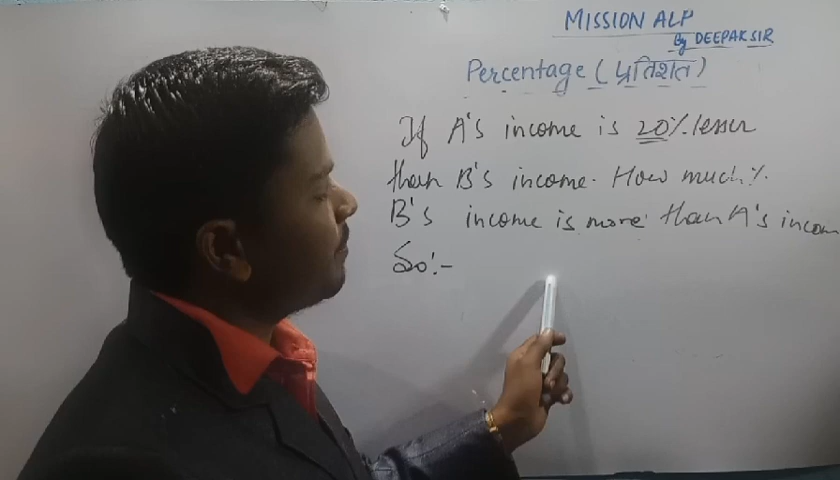 MISSION ALP
By DEEPAK SIR
Percentage (प्रतिशत)
If A's income is 20% lesser
than B's income. How much %
B's income is more than A's incom
So:-